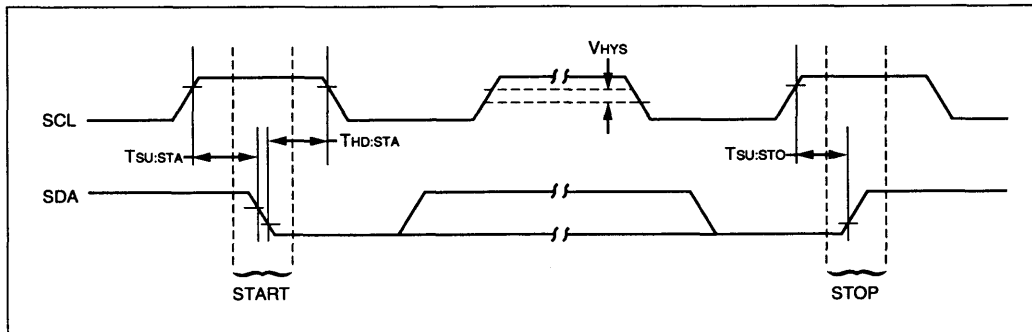 VHYS
SCL
TSU:STA
THD:STA
TSU:STO
SDA
START
STOP